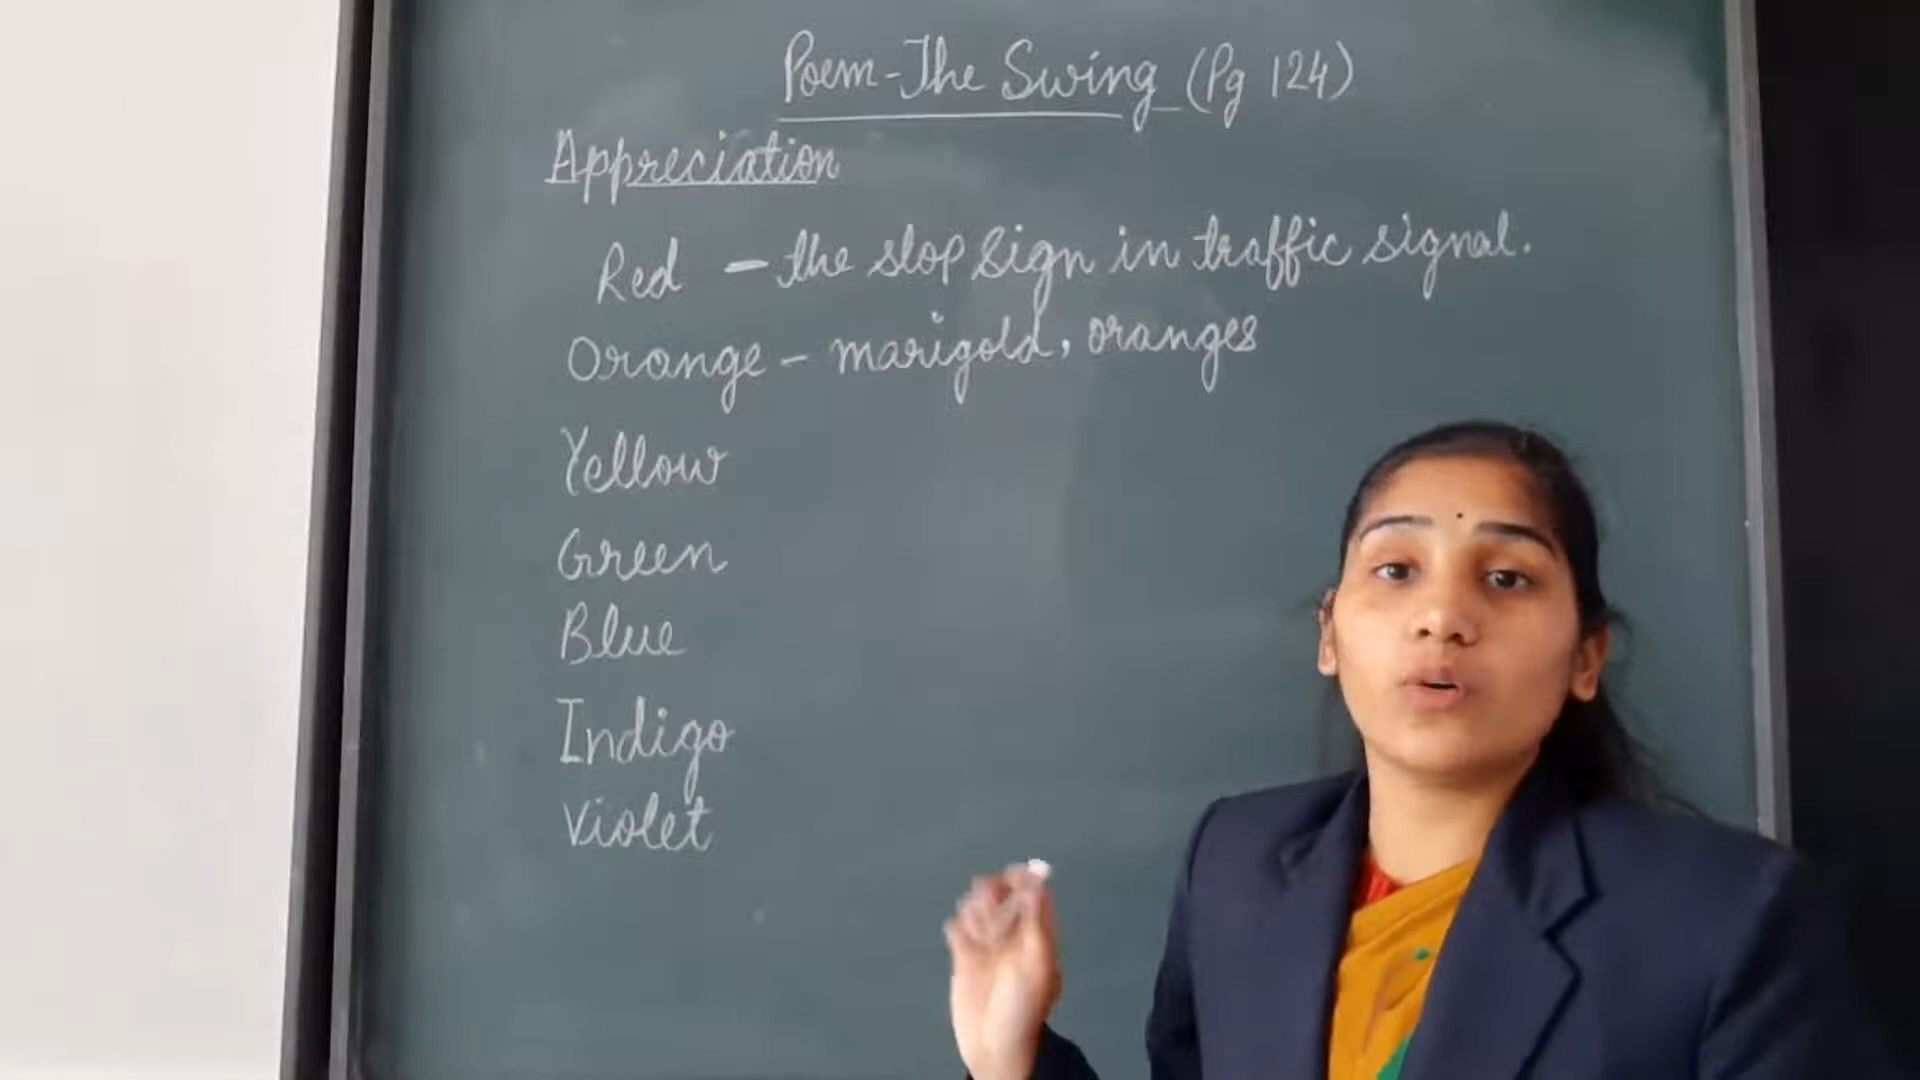 Poem-The Swing (Pg 124)
Appreciation
Red - the stop sign in traffic signal.
Orange - marigold, oranges
Yellow
Green
Blue
Indigo
Violet